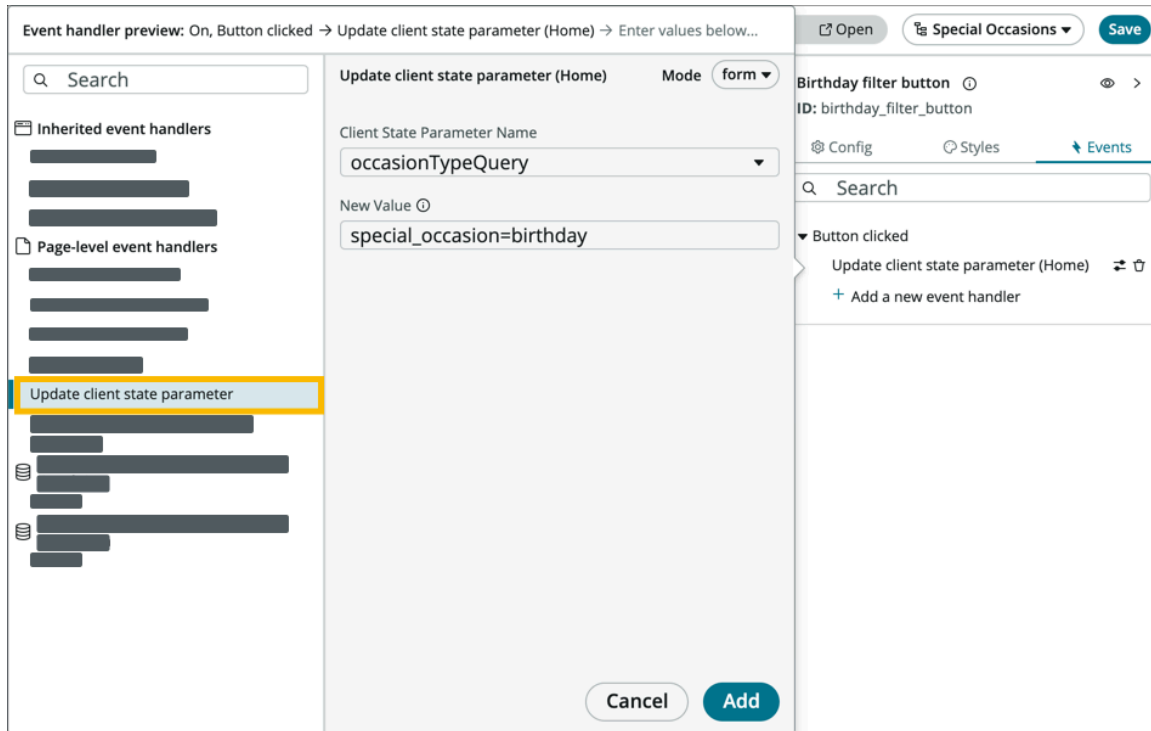 Event handler preview: On, Button clicked → Update client state parameter (Home) → Enter values below...
Open
Special Occasions
Save
Search
Inherited event handlers
Page-level event handlers
Update client state parameter
Update client state parameter (Home)
Mode
form
Client State Parameter Name
occasionTypeQuery
New Value
special_occasion=birthday
Cancel
Add
Birthday filter button
ID: birthday_filter_button
Config
Styles
Events
Search
Button clicked
Update client state parameter (Home)
+ Add a new event handler